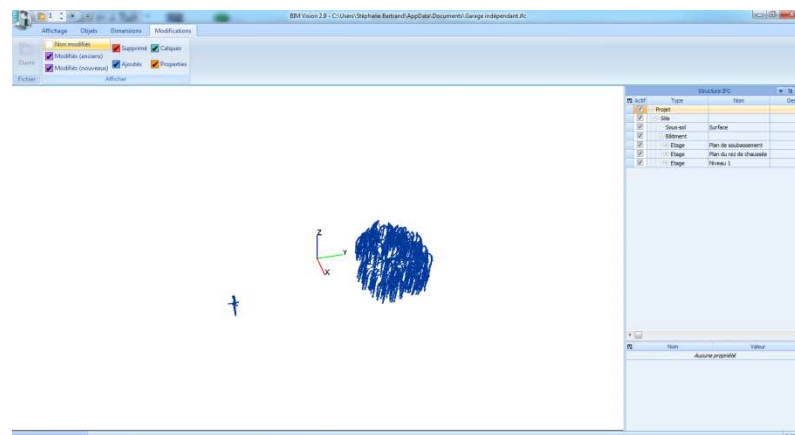 BIM Vision 2.8 - C:\Users\Stéphane Bertrand\AppData\Documents\Garage indépendant.ifc
Affichage Objets Dimensions Modifications
Non modifiés Supprimé Calques
Modifiés (anciens) Ajoutés Properties
Modifiés (nouveaux)
Ouvrir
Fichier Afficher
Structure IFC
Actif Type Nom Des
Projet
Site
Sous-sol Surface
Bâtiment
Etage Plan de soubassement
Etage Plan du rez de chaussée
Etage Niveau 1
Z
Y
X
Nom Valeur
Aucune propriété